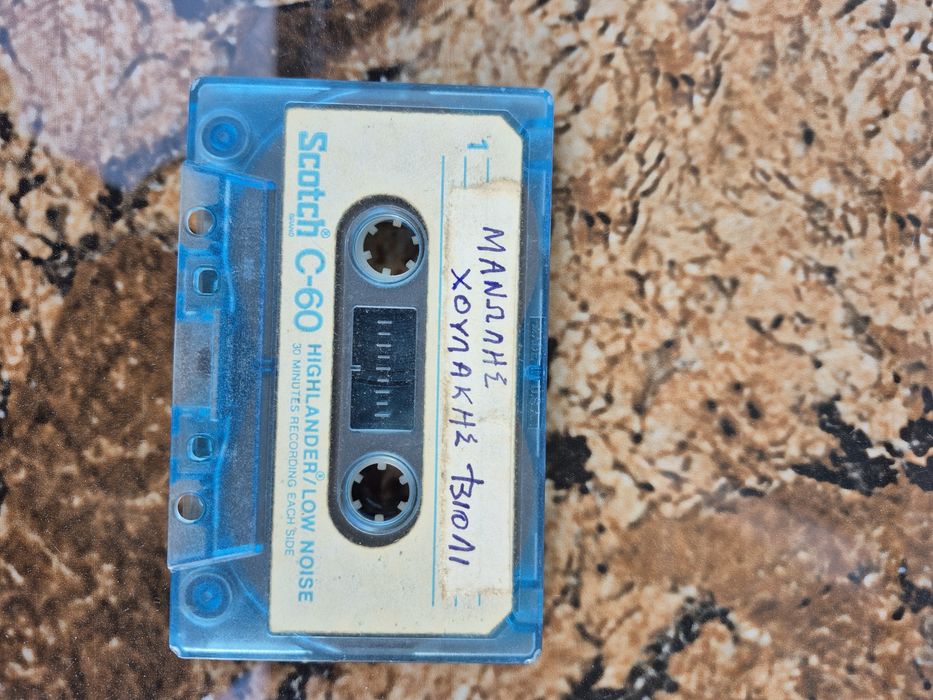 1
ΜΑΝΩΛΗΣ
ΧΟΥΛΑΚΗΣ ΒΙΟΛΙ
Scotch® C-60 HIGHLANDER®/LOW NOISE
BRAND
30 MINUTES RECORDING EACH SIDE